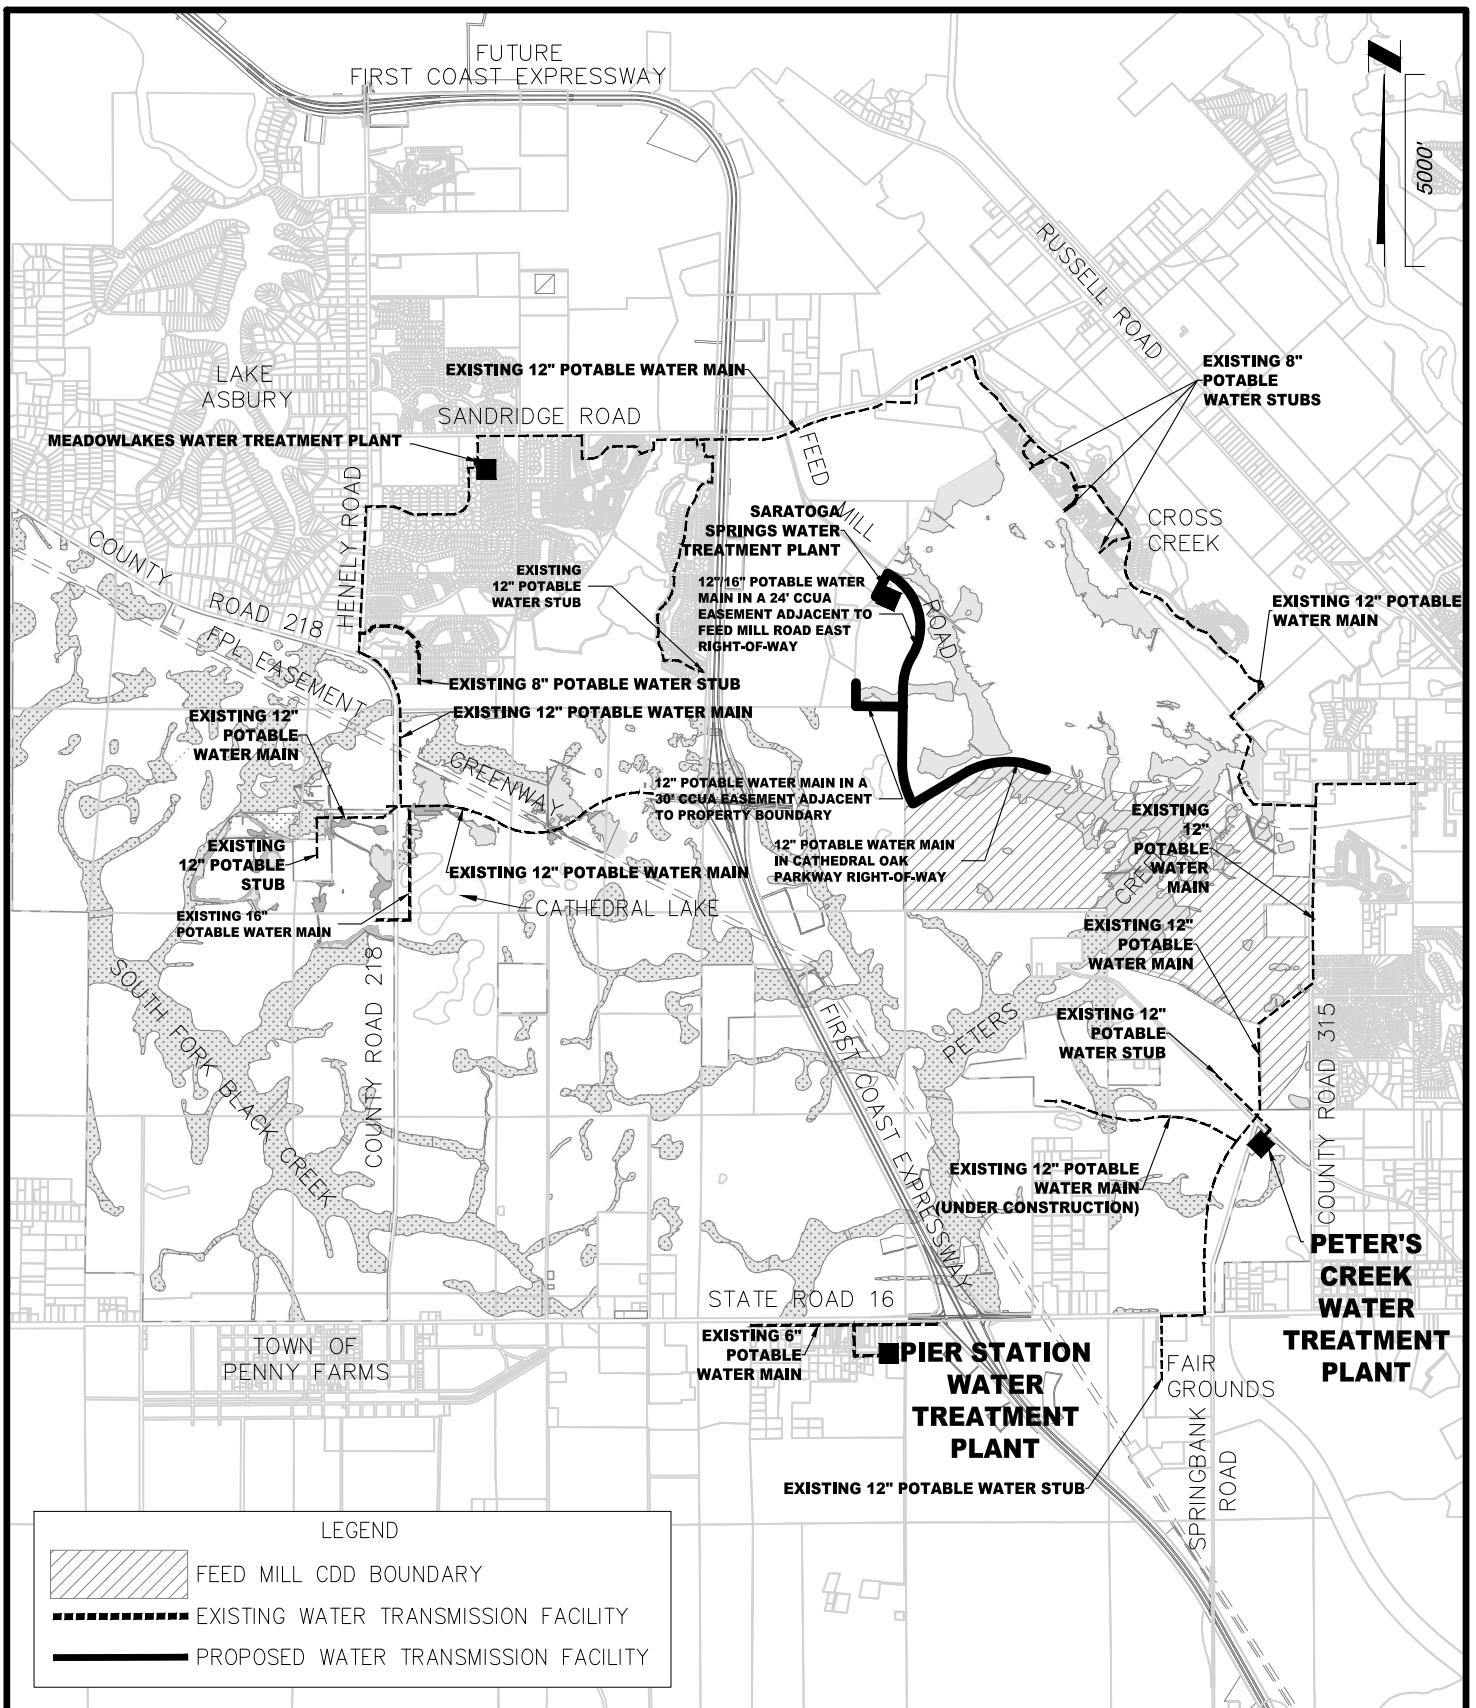 FUTURE
FIRST COAST EXPRESSWAY
5000'
RUSSELL ROAD
EXISTING 12" POTABLE WATER MAIN
EXISTING 8"
POTABLE
WATER STUBS
LAKE
ASBURY
SANDRIDGE ROAD
MEADOWLAKES WATER TREATMENT PLANT
FEED MILL ROAD
HENELY ROAD
SARATOGA
SPRINGS WATER
TREATMENT PLANT
CROSS
CREEK
COUNTY ROAD 218
EXISTING
12" POTABLE
WATER STUB
12"/16" POTABLE WATER
MAIN IN A 24' CCUA
EASEMENT ADJACENT TO
FEED MILL ROAD EAST
RIGHT-OF-WAY
EXISTING 12" POTABLE
WATER MAIN
FPL EASEMENT
EXISTING 8" POTABLE WATER STUB
EXISTING 12" POTABLE WATER MAIN
EXISTING 12"
POTABLE
WATER MAIN
GREENWAY
12" POTABLE WATER MAIN IN A
30' CCUA EASEMENT ADJACENT
TO PROPERTY BOUNDARY
EXISTING
12"
POTABLE
WATER
MAIN
EXISTING
12" POTABLE
STUB
EXISTING 12" POTABLE WATER MAIN
12" POTABLE WATER MAIN
IN CATHEDRAL OAK
PARKWAY RIGHT-OF-WAY
CATHEDRAL LAKE
EXISTING 16"
POTABLE WATER MAIN
EXISTING 12"
POTABLE
WATER MAIN
SOUTH FORK BLACK CREEK
COUNTY ROAD 218
FIRST COAST EXPRESSWAY
PETERS CREEK
EXISTING 12"
POTABLE
WATER STUB
COUNTY ROAD 315
EXISTING 12" POTABLE
WATER MAIN
(UNDER CONSTRUCTION)
PETER'S
CREEK
WATER
TREATMENT
PLANT
STATE ROAD 16
EXISTING 6"
POTABLE
WATER MAIN
TOWN OF
PENNY FARMS
PIER STATION
WATER
TREATMENT
PLANT
FAIR
GROUNDS
EXISTING 12" POTABLE WATER STUB
SPRINGBANK
ROAD
LEGEND
FEED MILL CDD BOUNDARY
EXISTING WATER TRANSMISSION FACILITY
PROPOSED WATER TRANSMISSION FACILITY